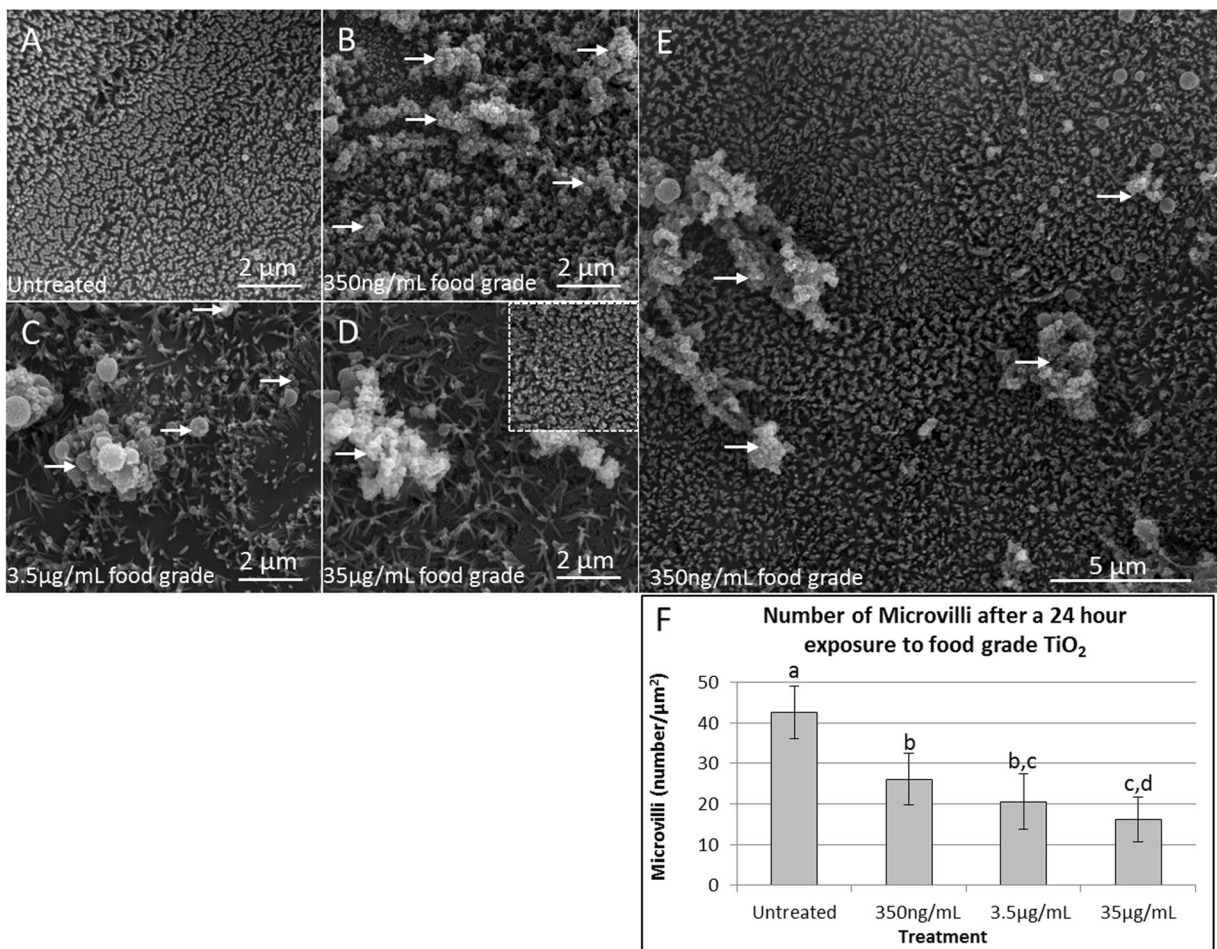 A
Untreated
2 µm
B
350ng/mL food grade
2 µm
C
3.5µg/mL food grade
2 µm
D
35µg/mL food grade
2 µm
E
350ng/mL food grade
5 µm
F
Number of Microvilli after a 24 hour
exposure to food grade TiO₂
Microvilli (number/µm²)
50
40
30
20
10
0
a
b
b,c
c,d
Untreated
350ng/mL
3.5µg/mL
35µg/mL
Treatment